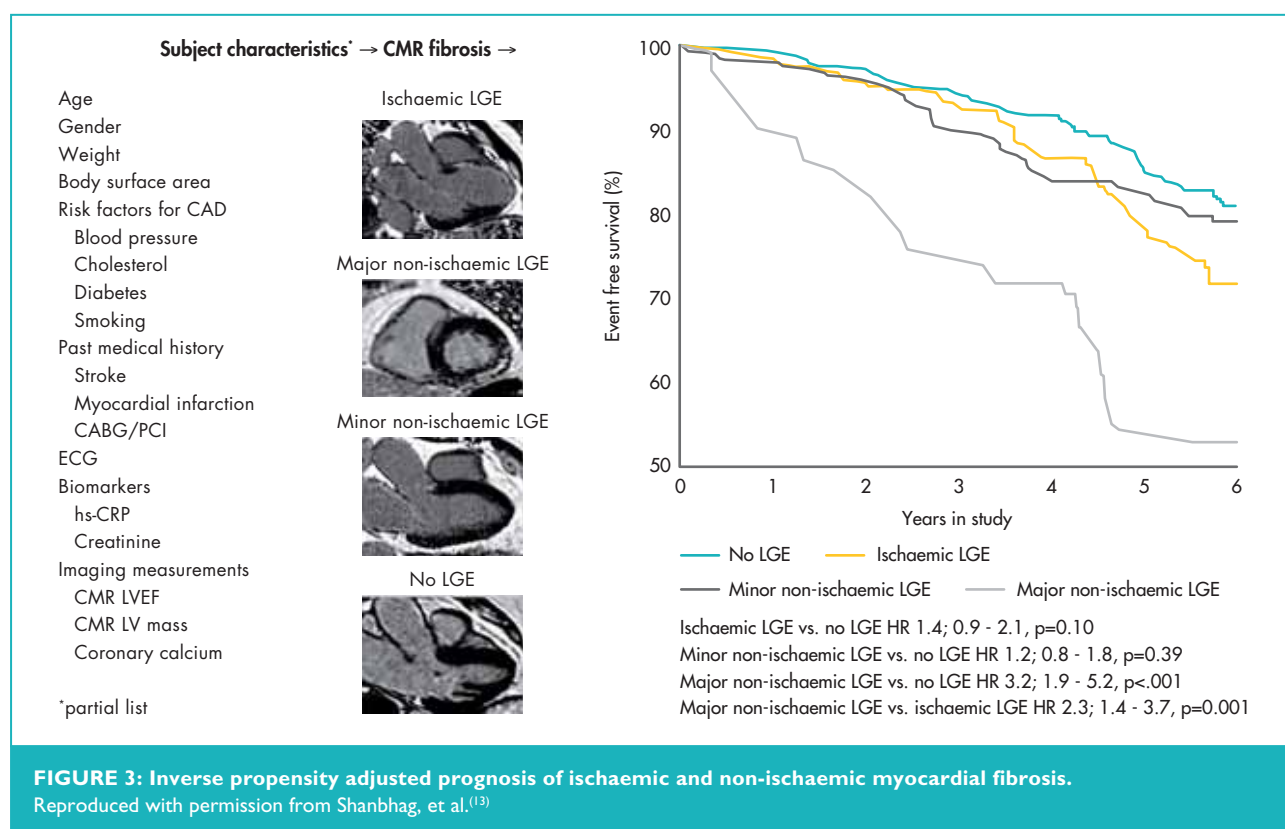 Subject characteristics* → CMR fibrosis →
Age
Gender
Weight
Body surface area
Risk factors for CAD
Blood pressure
Cholesterol
Diabetes
Smoking
Past medical history
Stroke
Myocardial infarction
CABG/PCI
ECG
Biomarkers
hs-CRP
Creatinine
Imaging measurements
CMR LVEF
CMR LV mass
Coronary calcium
*partial list
Ischaemic LGE
Major non-ischaemic LGE
Minor non-ischaemic LGE
No LGE
Event free survival (%)
100
90
80
70
60
50
0 1 2 3 4 5 6
Years in study
No LGE Ischaemic LGE
Minor non-ischaemic LGE Major non-ischaemic LGE
Ischaemic LGE vs. no LGE HR 1.4; 0.9 - 2.1, p=0.10
Minor non-ischaemic LGE vs. no LGE HR 1.2; 0.8 - 1.8, p=0.39
Major non-ischaemic LGE vs. no LGE HR 3.2; 1.9 - 5.2, p<.001
Major non-ischaemic LGE vs. ischaemic LGE HR 2.3; 1.4 - 3.7, p=0.001
FIGURE 3: Inverse propensity adjusted prognosis of ischaemic and non-ischaemic myocardial fibrosis.
Reproduced with permission from Shanbhag, et al.(13)